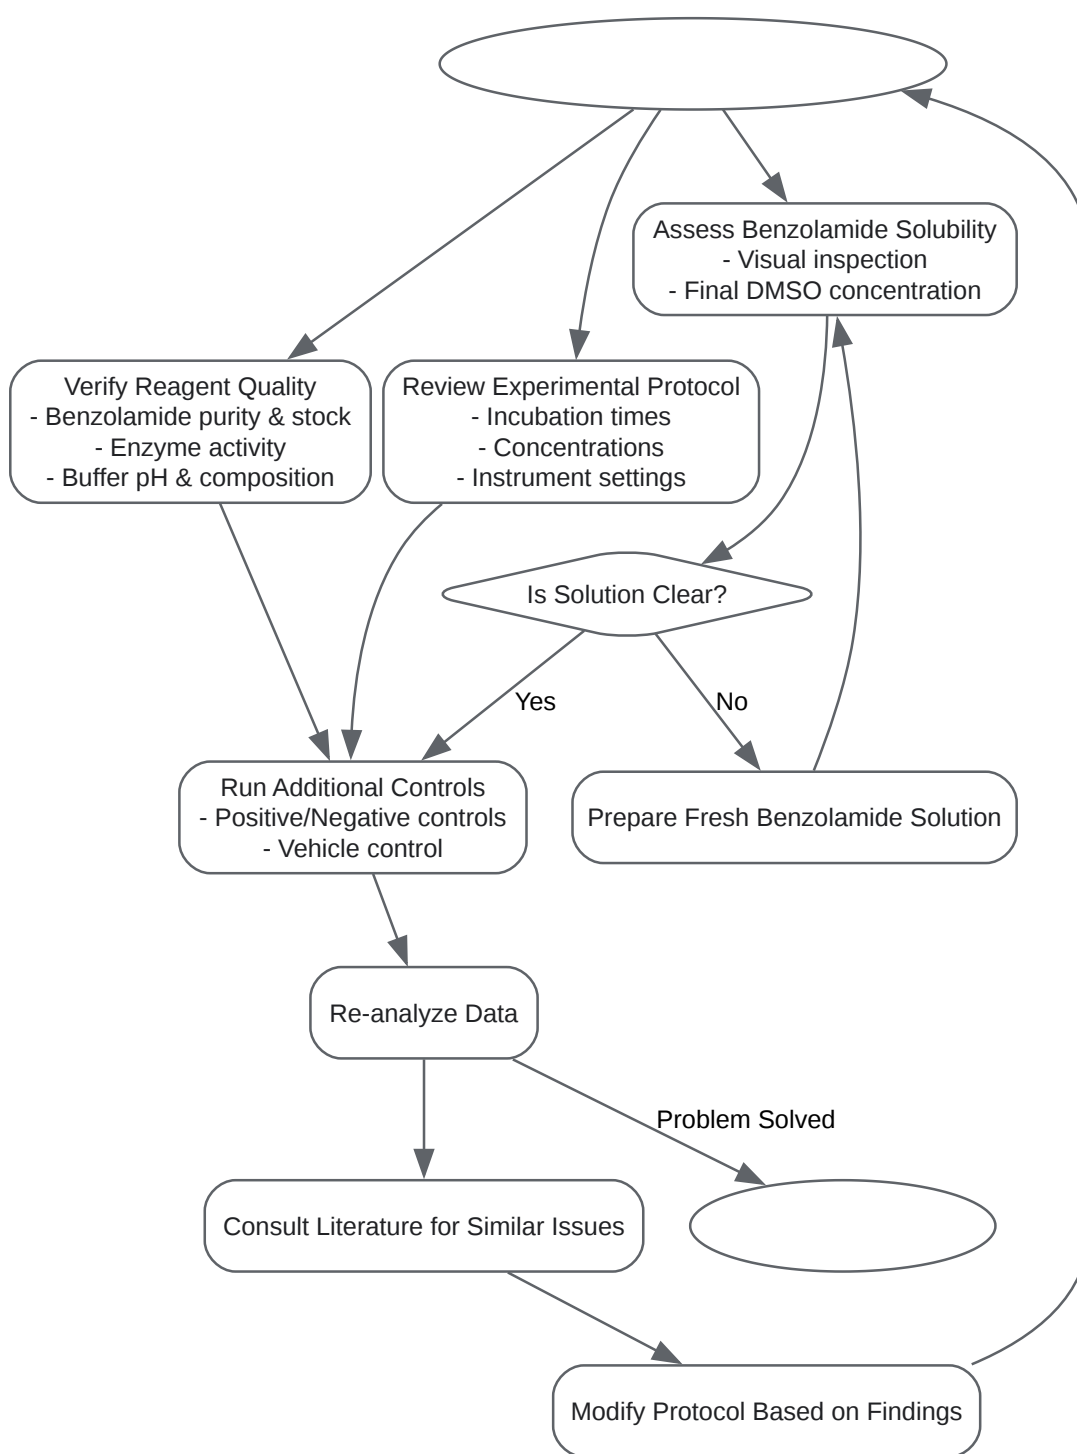 Assess Benzolamide Solubility
- Visual inspection
- Final DMSO concentration
Verify Reagent Quality
- Benzolamide purity & stock
- Enzyme activity
- Buffer pH & composition
Review Experimental Protocol
- Incubation times
- Concentrations
- Instrument settings
Is Solution Clear?
Yes
No
Run Additional Controls
- Positive/Negative controls
- Vehicle control
Prepare Fresh Benzolamide Solution
Re-analyze Data
Problem Solved
Consult Literature for Similar Issues
Modify Protocol Based on Findings